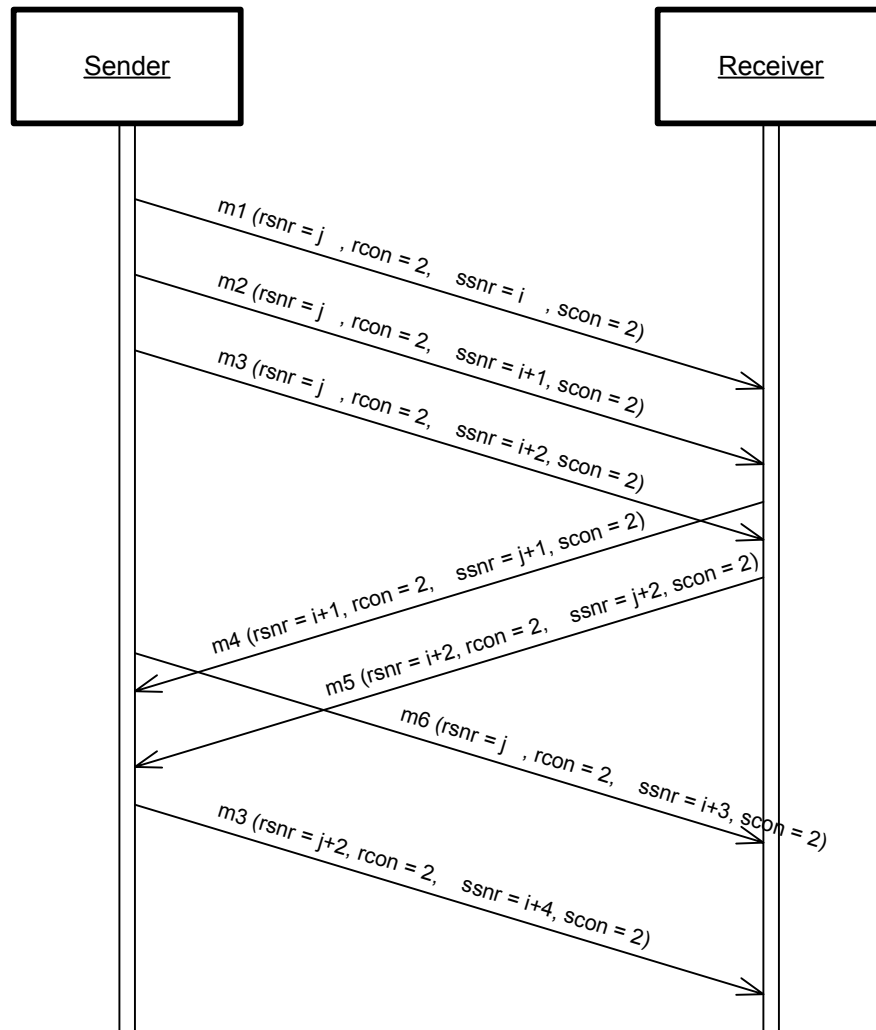 Sender
Receiver
m1 (rsnr = j , rcon = 2, ssnr = i , scon = 2)
m2 (rsnr = j , rcon = 2, ssnr = i+1, scon = 2)
m3 (rsnr = j , rcon = 2, ssnr = i+2, scon = 2)
m4 (rsnr = i+1, rcon = 2, ssnr = j+1, scon = 2)
m5 (rsnr = i+2, rcon = 2, ssnr = j+2, scon = 2)
m6 (rsnr = j , rcon = 2, ssnr = i+3, scon = 2)
m3 (rsnr = j+2, rcon = 2, ssnr = i+4, scon = 2)